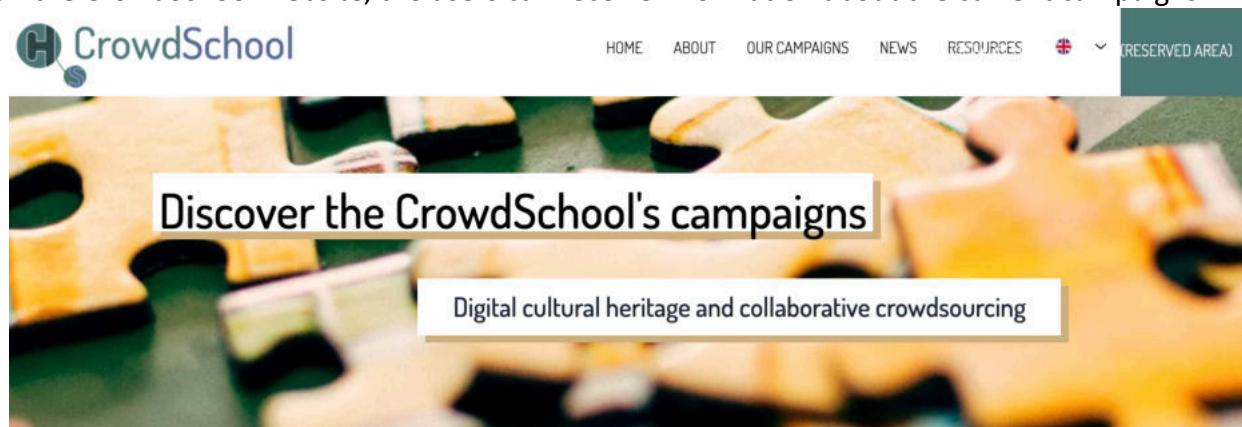 CrowdSchool
HOME ABOUT OUR CAMPAIGNS NEWS RESOURCES (RESERVED AREA)
Discover the CrowdSchool's campaigns
Digital cultural heritage and collaborative crowdsourcing